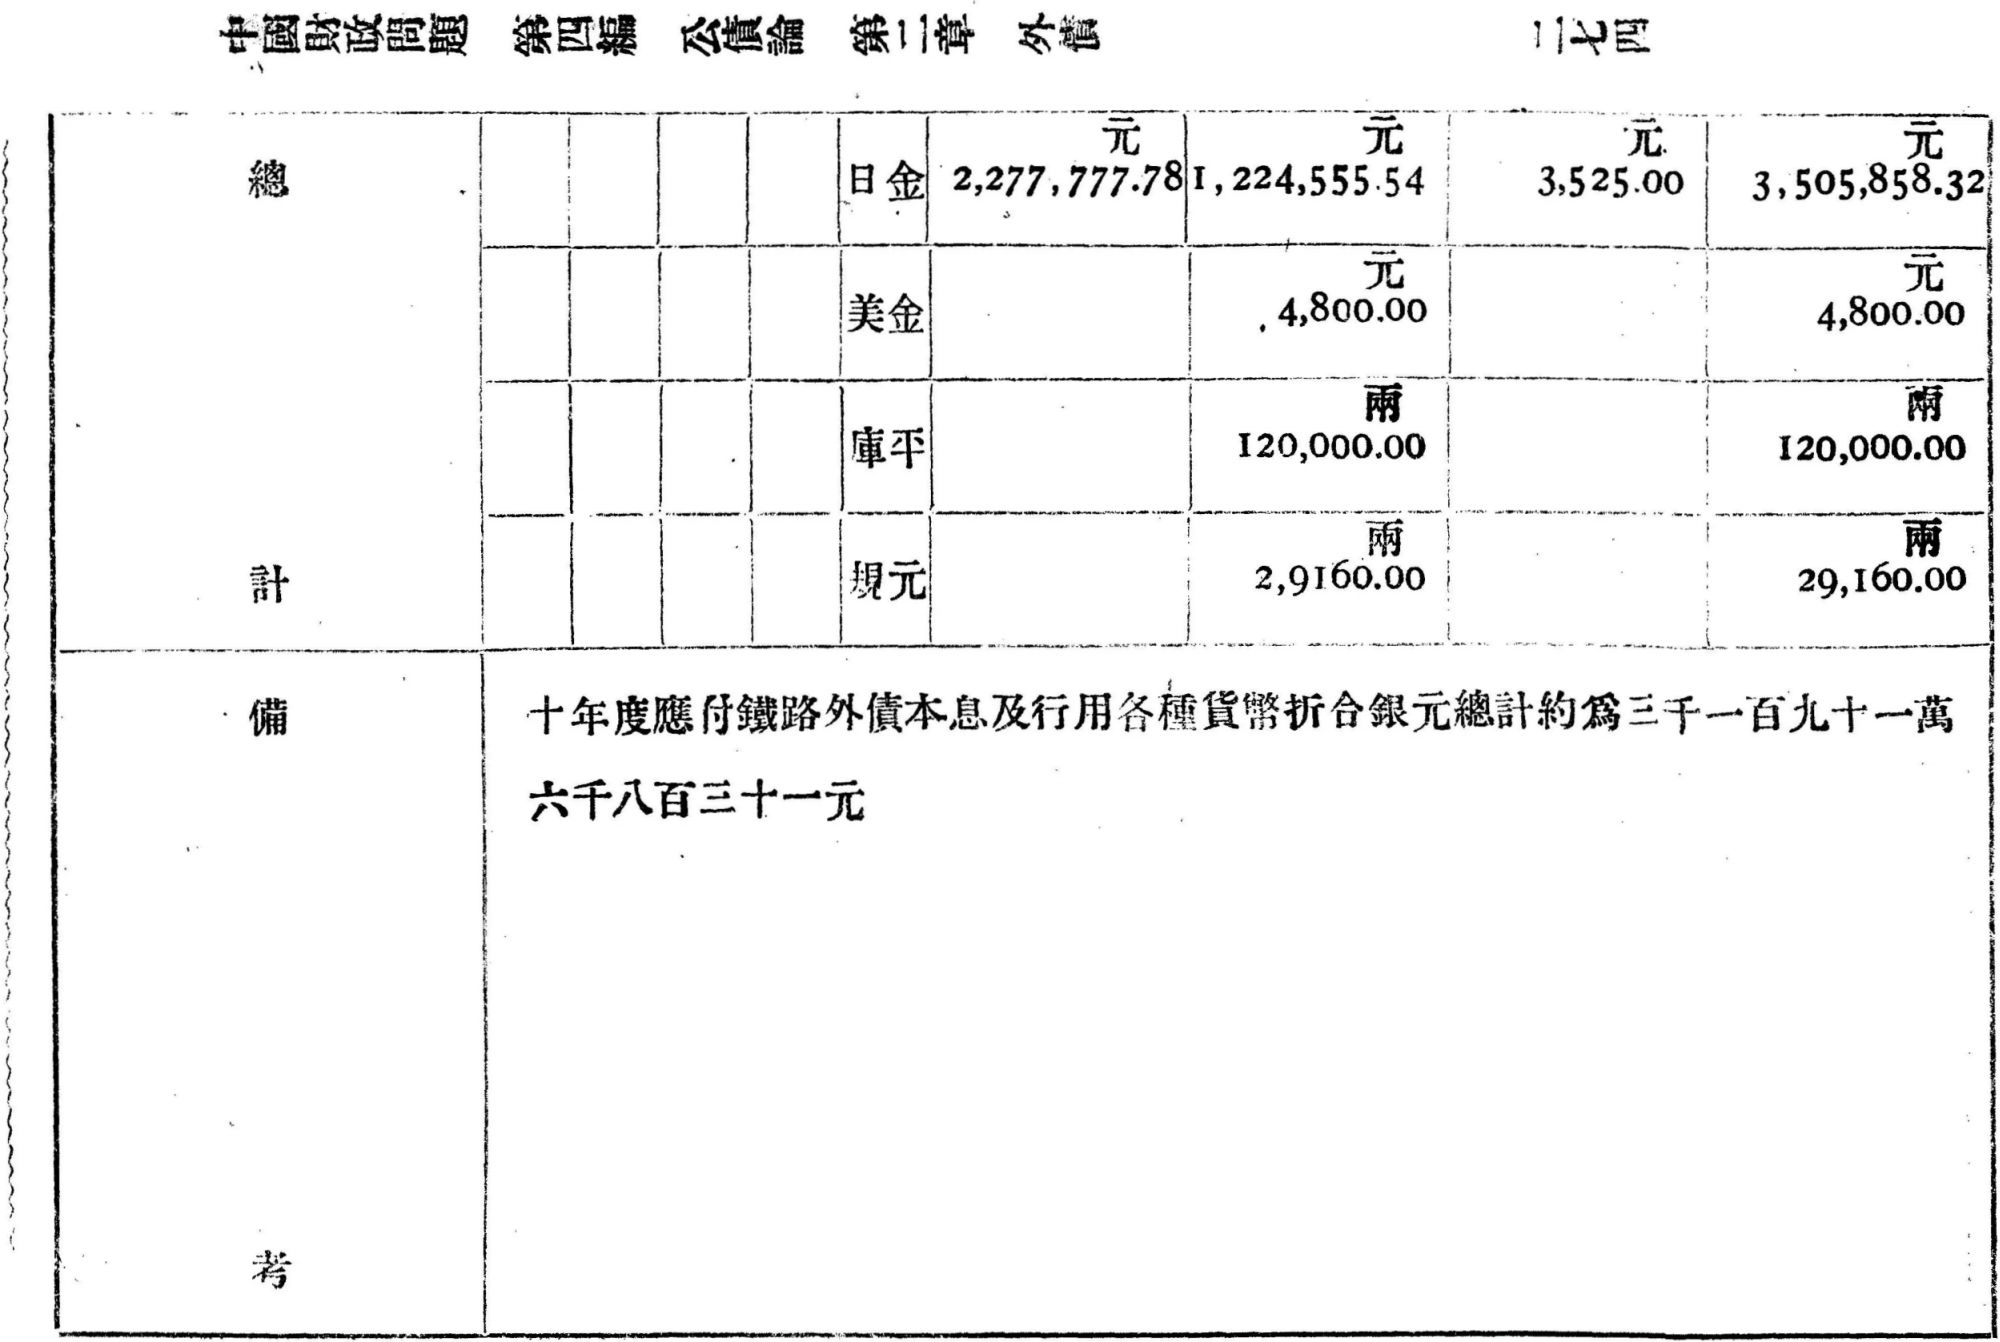 中國財政問題 第四編 公債論 第二章 外債 二七四
總計
元 元 元 元
日金 2,277,777.78 1,224,555.54 3,525.00 3,505,858.32
元 元
美金 4,800.00 4,800.00
兩 兩
庫平 120,000.00 120,000.00
兩 兩
規元 2,9160.00 29,160.00
備考
十年度應付鐵路外債本息及行用各種貨幣折合銀元總計約爲三千一百九十一萬
六千八百三十一元